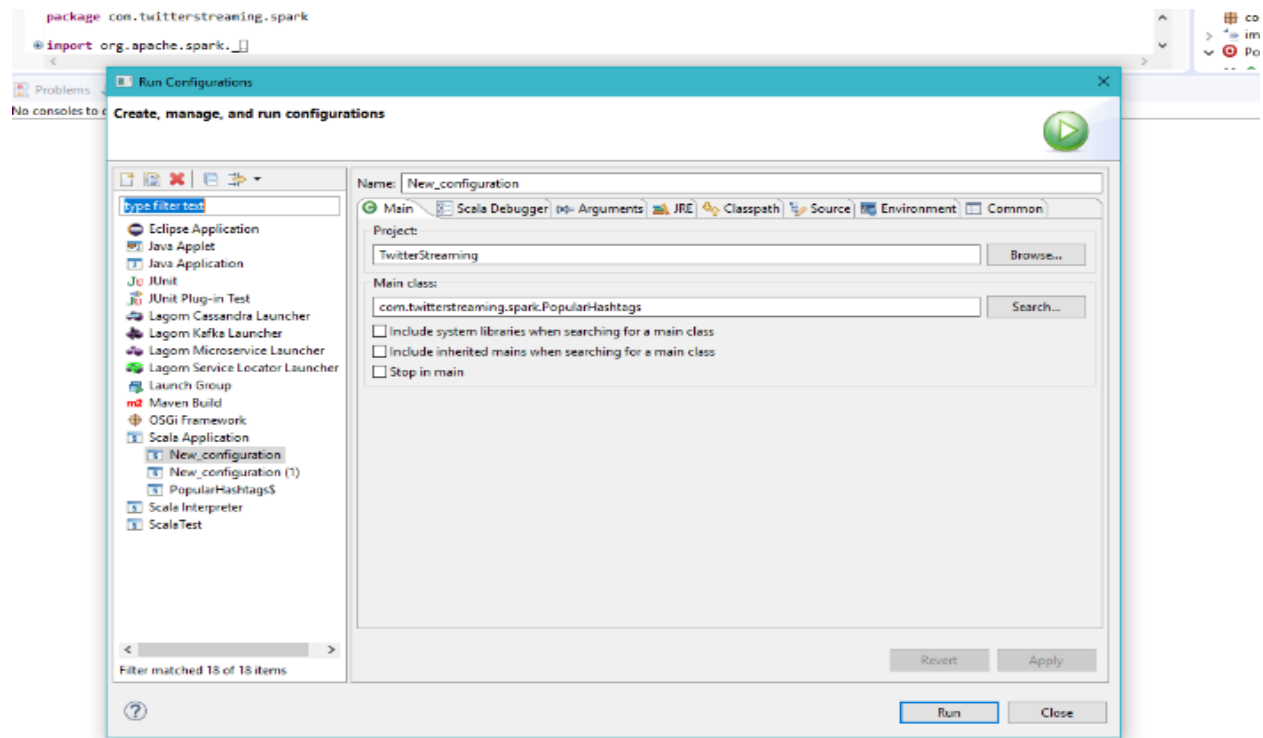 package com.twitterstreaming.spark
import org.apache.spark._
Problems
No consoles to
Run Configurations
Create, manage, and run configurations
type filter text
Eclipse Application
Java Applet
Java Application
Ju JUnit
JUnit Plug-in Test
Lagom Cassandra Launcher
Lagom Kafka Launcher
Lagom Microservice Launcher
Lagom Service Locator Launcher
Launch Group
m2 Maven Build
OSGi Framework
Scala Application
New_configuration
New_configuration (1)
PopularHashtags$
Scala Interpreter
ScalaTest
Filter matched 18 of 18 items
Name: New_configuration
Main Scala Debugger (x)= Arguments JRE Classpath Source Environment Common
Project:
TwitterStreaming Browse...
Main class:
com.twitterstreaming.spark.PopularHashtags Search...
Include system libraries when searching for a main class
Include inherited mains when searching for a main class
Stop in main
Revert Apply
Run Close
co
im
Po